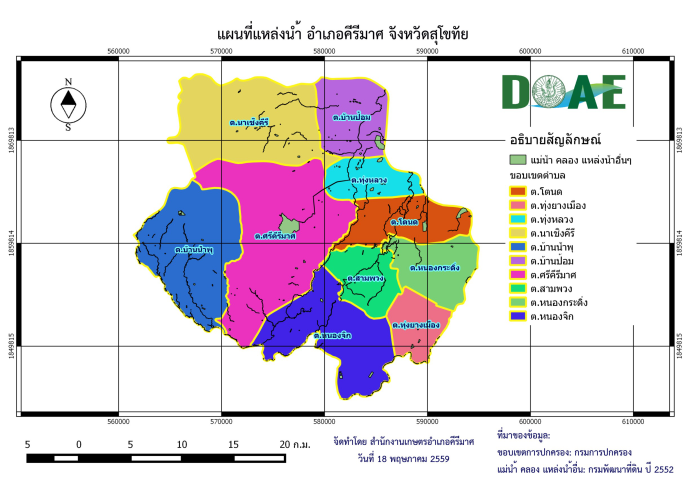 แผนที่แหล่งน้ำ อำเภอคีรีมาศ จังหวัดสุโขทัย
560000 570000 580000 590000 600000 610000
N
S
DOAE
1869813 1869813
1859814 1859814
1849815 1849815
ต.นาเชิงคีรี
ต.บ้านป้อม
ต.ทุ่งหลวง
ต.โตนด
ต.ศรีคีรีมาศ
ต.บ้านน้ำพุ
ต.หนองกระดิ่ง
ต.สามพวง
ต.ทุ่งยางเมือง
ต.หนองจิก
อธิบายสัญลักษณ์
แม่น้ำ คลอง แหล่งน้ำอื่นๆ
ขอบเขตตำบล
ต.โตนด
ต.ทุ่งยางเมือง
ต.ทุ่งหลวง
ต.นาเชิงคีรี
ต.บ้านน้ำพุ
ต.บ้านป้อม
ต.ศรีคีรีมาศ
ต.สามพวง
ต.หนองกระดิ่ง
ต.หนองจิก
560000 570000 580000 590000 600000 610000
5 0 5 10 15 20 ก.ม.
จัดทำโดย สำนักงานเกษตรอำเภอคีรีมาศ
วันที่ 18 พฤษภาคม 2559
ที่มาของข้อมูล:
ขอบเขตการปกครอง: กรมการปกครอง
แม่น้ำ คลอง แหล่งน้ำอื่น: กรมพัฒนาที่ดิน ปี 2552